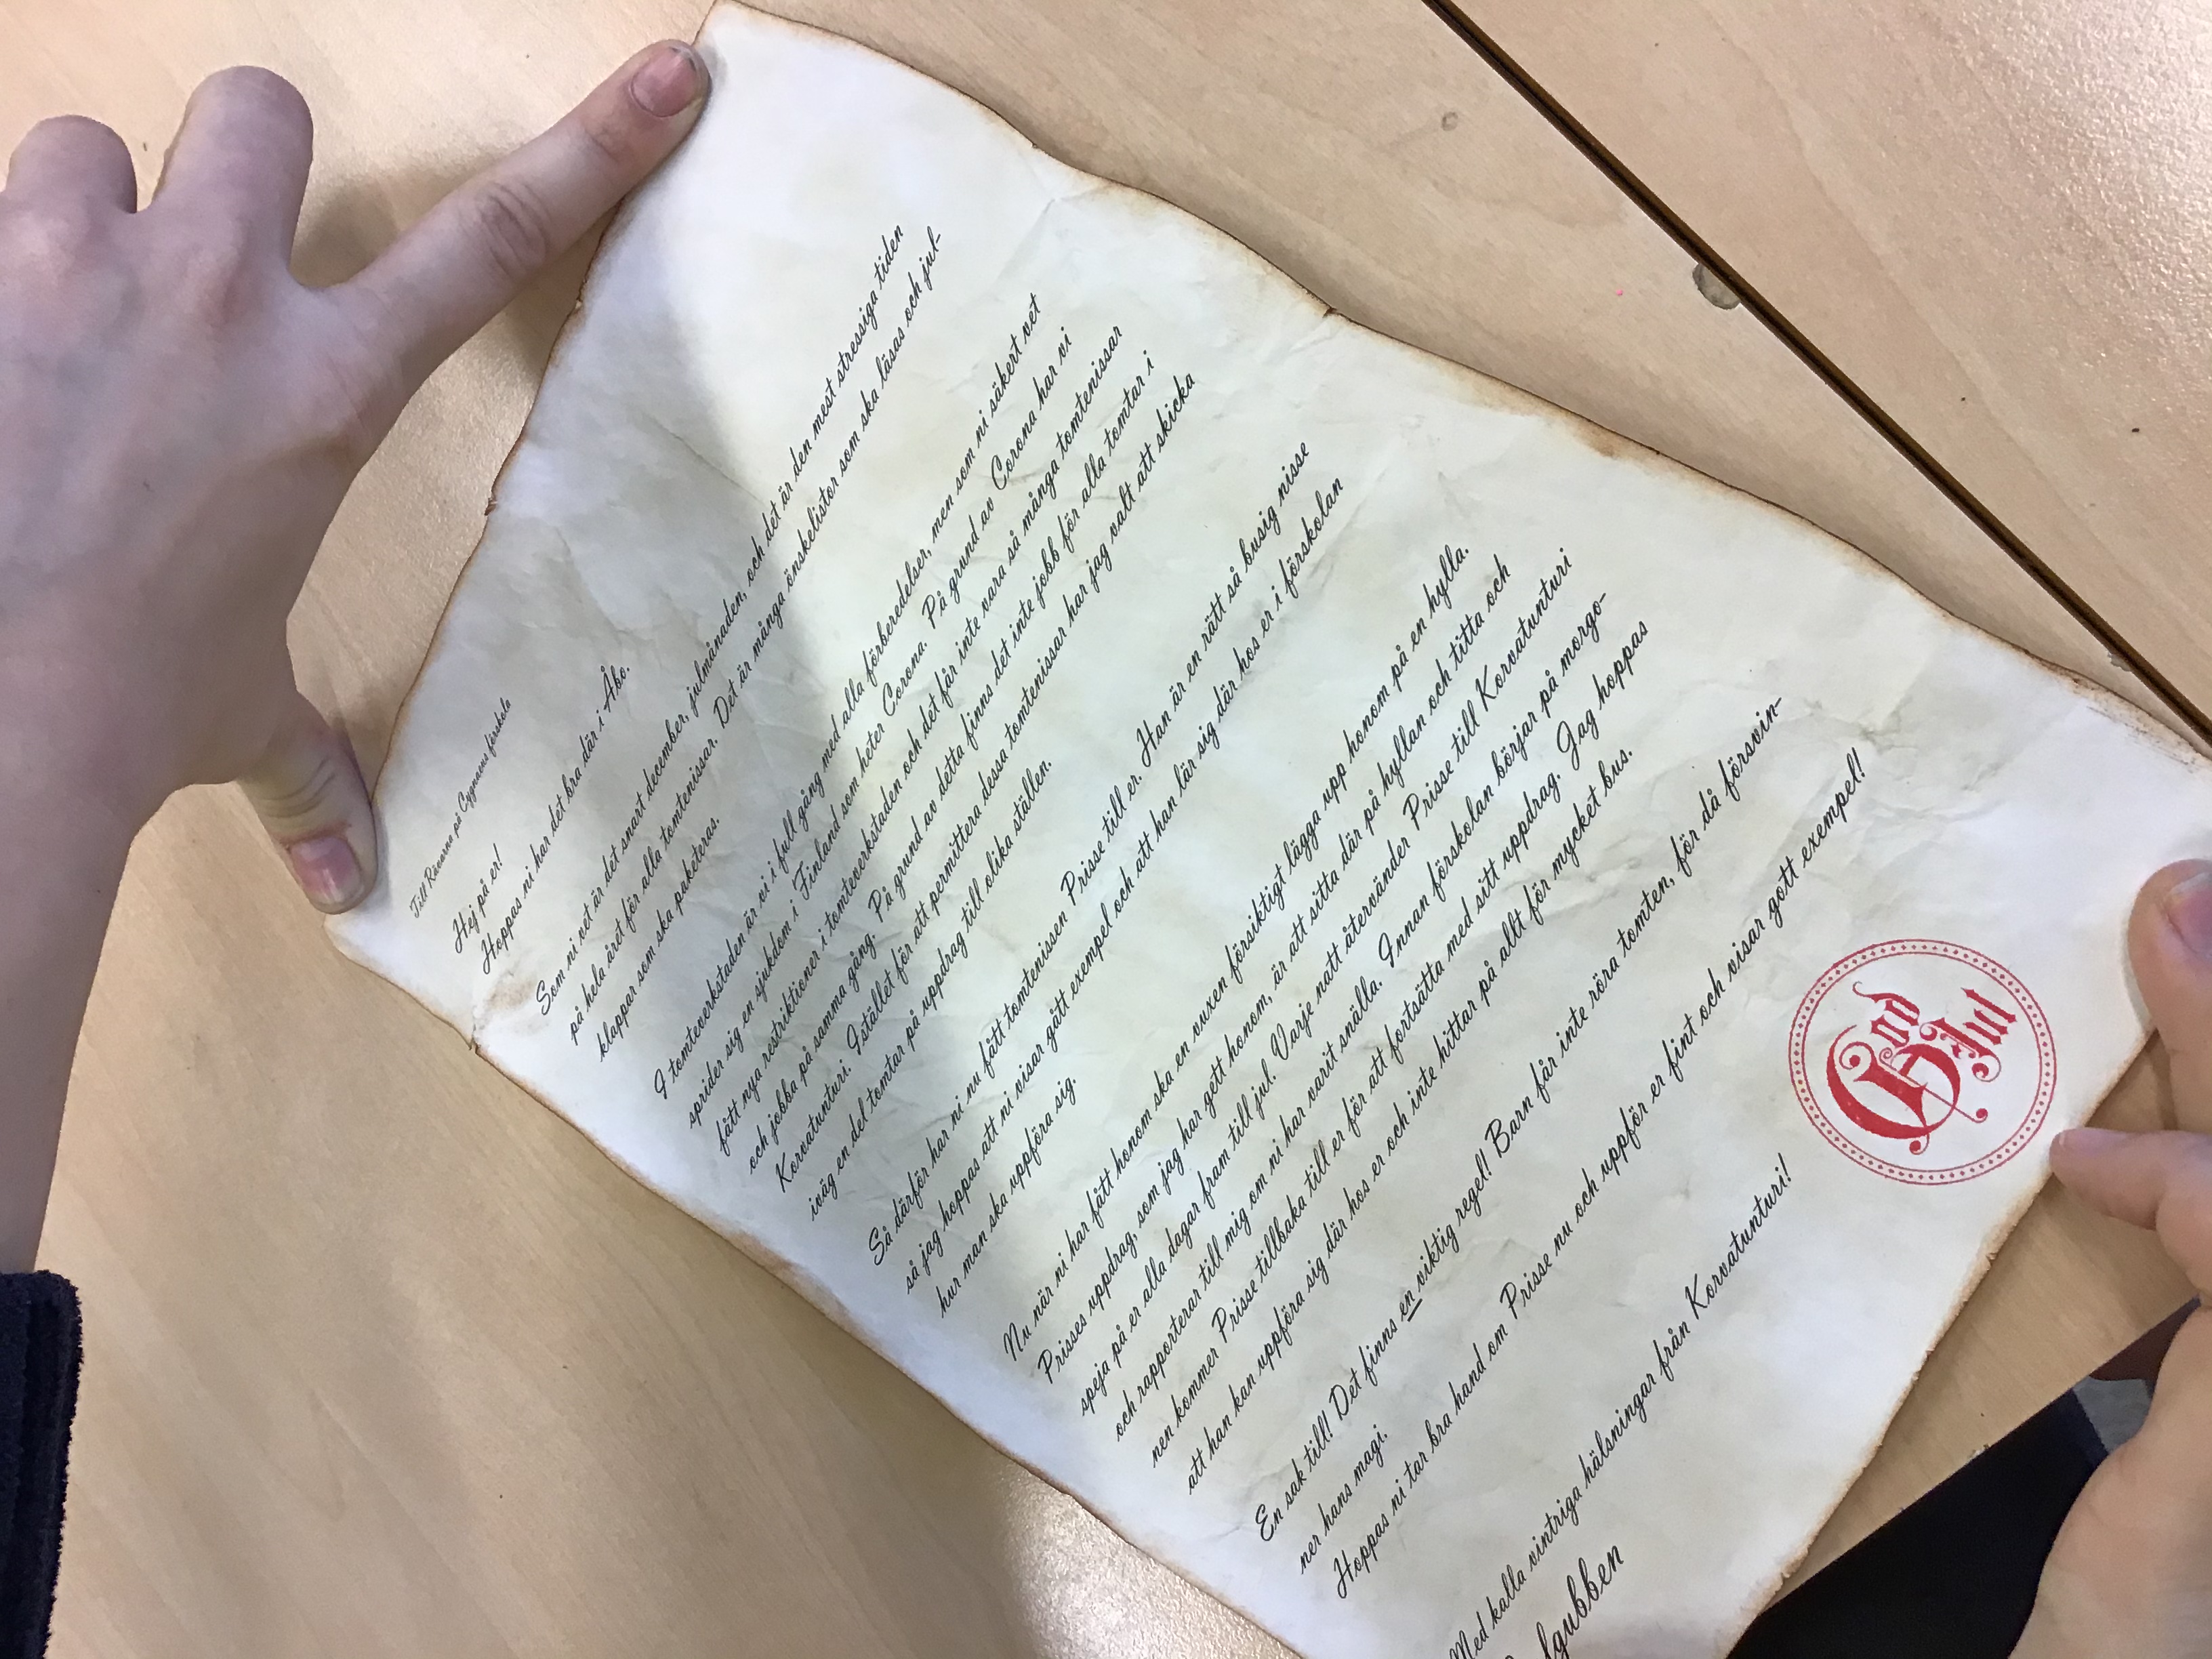 Till Rävarna på Cygnaeus förskola
Hej på er!
Hoppas ni har det bra där i Åbo.
Som ni vet är det snart december, julmånaden, och det är den mest stressiga tiden
på hela året för alla tomtenissar. Det är många önskelistor som ska läsas och jul-
klappar som ska paketeras.
I tomteverkstaden är vi i full gång med alla förberedelser, men som ni säkert vet
sprider sig en sjukdom i Finland som heter Corona. På grund av Corona har vi
fått nya restriktioner i tomteverkstaden och det får inte vara så många tomtenissar
och jobba på samma gång. På grund av detta finns det inte jobb för alla tomtar i
Korvatunturi. Istället för att permittera dessa tomtenissar har jag valt att skicka
iväg en del tomtar på uppdrag till olika ställen.
Så därför har ni nu fått tomtenissen Prisse till er. Han är en rätt så busig nisse
så jag hoppas att ni visar gått exempel och att han lär sig där hos er i förskolan
hur man ska uppföra sig.
Nu när ni har fått honom ska en vuxen försiktigt lägga upp honom på en hylla.
Prisses uppdrag, som jag har gett honom, är att sitta där på hyllan och titta och
speja på er alla dagar fram till jul. Varje natt återvänder Prisse till Korvatunturi
och rapporterar till mig om ni har varit snälla. Innan förskolan börjar på morgo-
nen kommer Prisse tillbaka till er för att fortsätta med sitt uppdrag. Jag hoppas
att han kan uppföra sig där hos er och inte hittar på allt för mycket bus.
En sak till! Det finns en viktig regel! Barn får inte röra tomten, för då försvin-
ner hans magi.
Hoppas ni tar bra hand om Prisse nu och uppför er fint och visar gott exempel!
Med kalla vintriga hälsningar från Korvatunturi!
lgubben
God
Jul